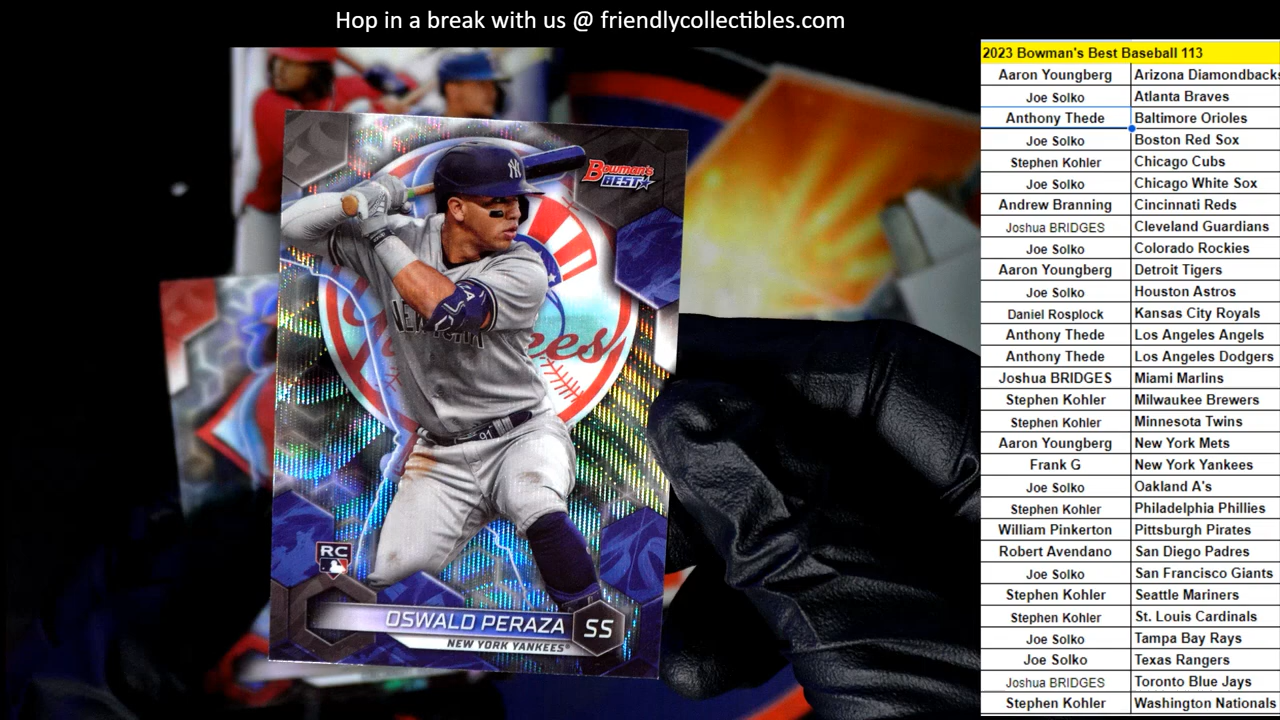 Hop in a break with us @ friendlycollectibles.com
2023 Bowman's Best Baseball 113
Aaron Youngberg Arizona Diamondbacks
Joe Solko Atlanta Braves
Anthony Thede Baltimore Orioles
Joe Solko Boston Red Sox
Stephen Kohler Chicago Cubs
Joe Solko Chicago White Sox
Andrew Branning Cincinnati Reds
Joshua BRIDGES Cleveland Guardians
Joe Solko Colorado Rockies
Aaron Youngberg Detroit Tigers
Joe Solko Houston Astros
Daniel Rosplock Kansas City Royals
Anthony Thede Los Angeles Angels
Anthony Thede Los Angeles Dodgers
Joshua BRIDGES Miami Marlins
Stephen Kohler Milwaukee Brewers
Stephen Kohler Minnesota Twins
Aaron Youngberg New York Mets
Frank G New York Yankees
Joe Solko Oakland A's
Stephen Kohler Philadelphia Phillies
William Pinkerton Pittsburgh Pirates
Robert Avendano San Diego Padres
Joe Solko San Francisco Giants
Stephen Kohler Seattle Mariners
Stephen Kohler St. Louis Cardinals
Joe Solko Tampa Bay Rays
Joe Solko Texas Rangers
Joshua BRIDGES Toronto Blue Jays
Stephen Kohler Washington Nationals
Bowman's
BEST
NY
NEW YORK
91
RC
OSWALD PERAZA SS
NEW YORK YANKEES